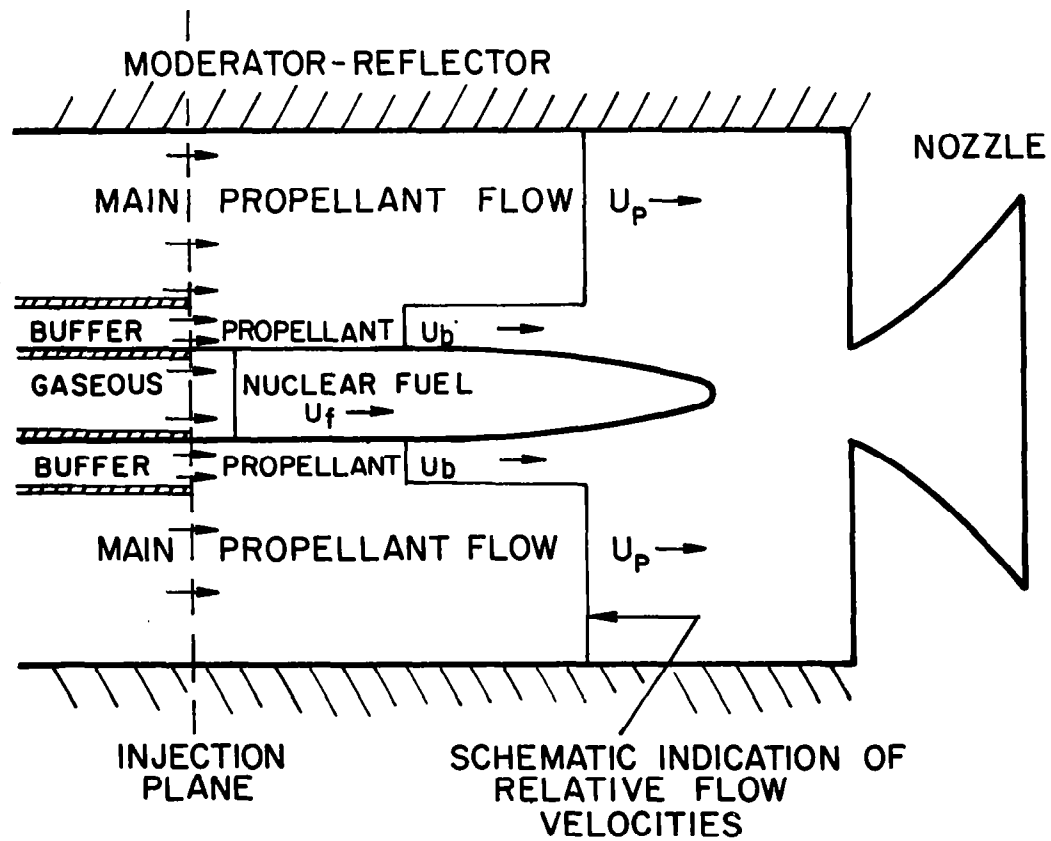 MODERATOR-REFLECTOR
NOZZLE
MAIN PROPELLANT FLOW Up
BUFFER PROPELLANT Ub
GASEOUS NUCLEAR FUEL
Uf
BUFFER PROPELLANT Ub
MAIN PROPELLANT FLOW Up
INJECTION
PLANE
SCHEMATIC INDICATION OF
RELATIVE FLOW
VELOCITIES